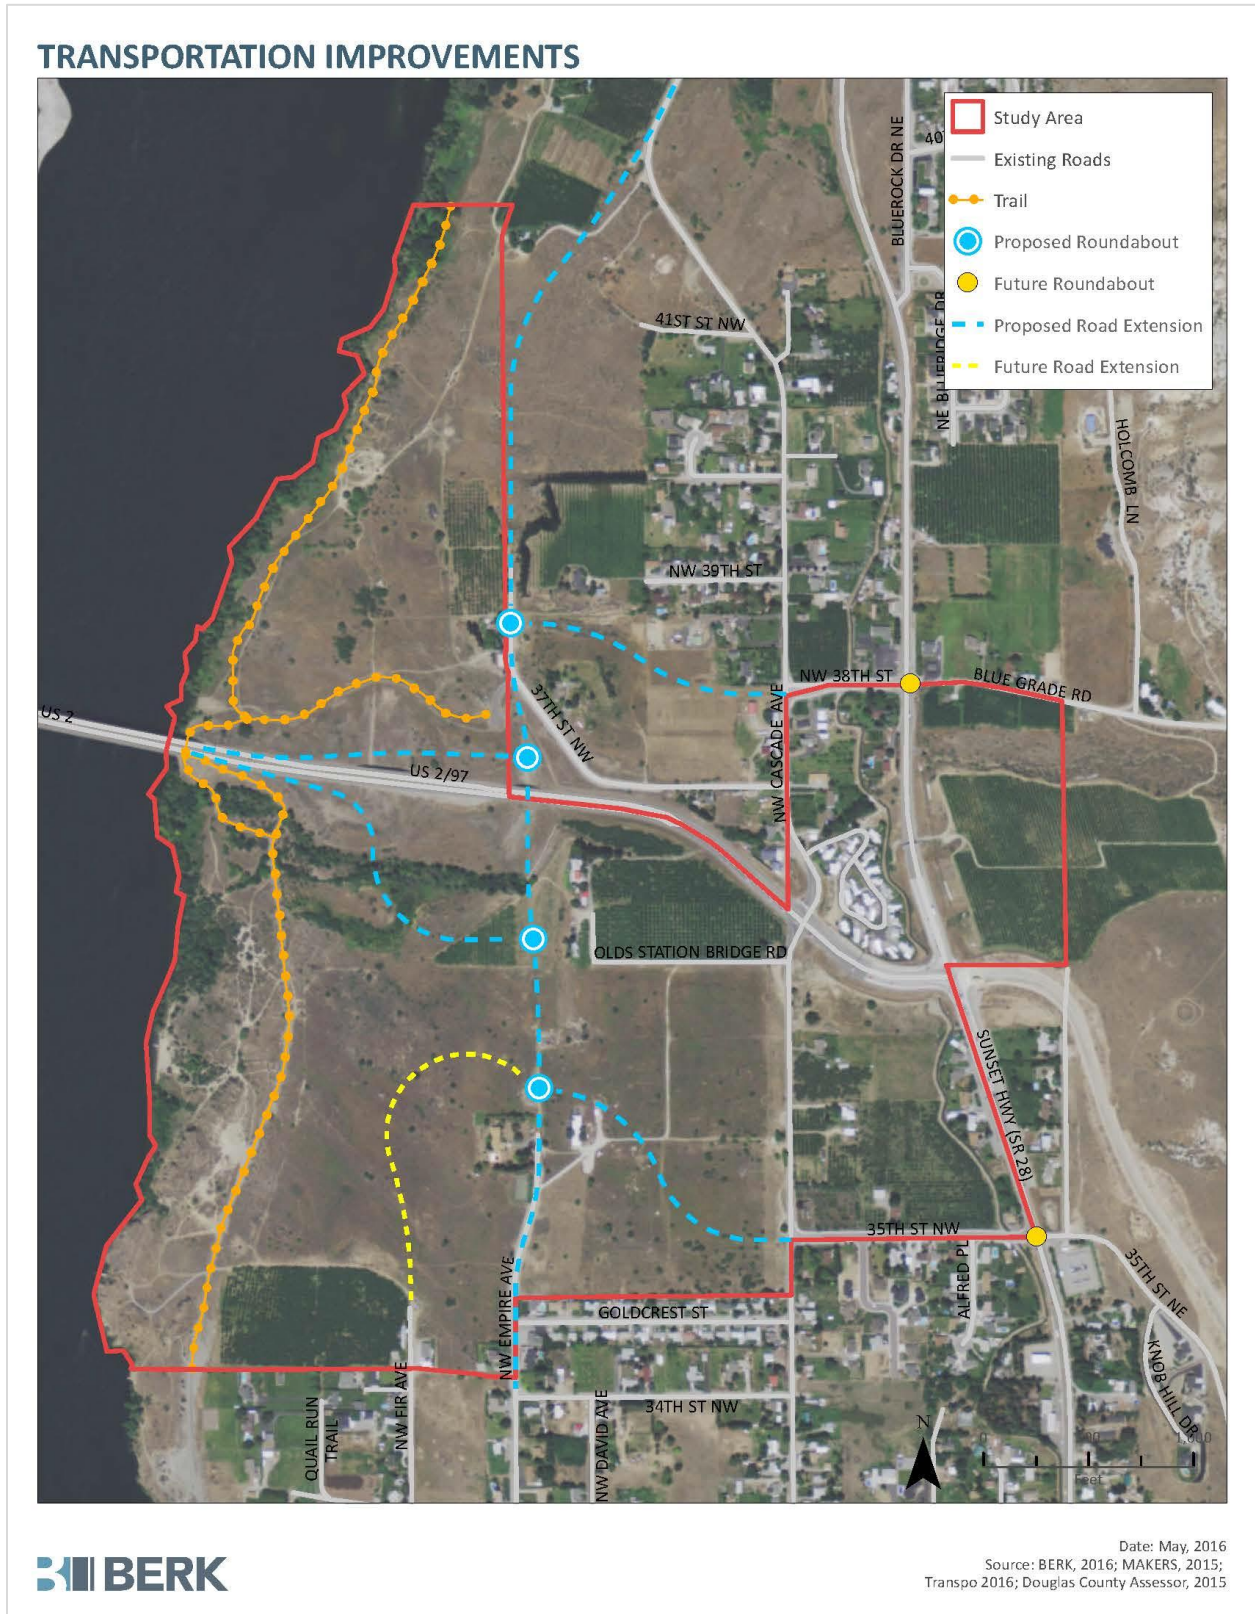 TRANSPORTATION IMPROVEMENTS
Study Area
Existing Roads
Trail
Proposed Roundabout
Future Roundabout
Proposed Road Extension
Future Road Extension
BLUEROCK DR NE
40
NE BLUERIDGE DR
HOLCOMB LN
41ST ST NW
NW 39TH ST
NW 38TH ST
BLUE GRADE RD
NW CASCADE AVE
37TH ST NW
US 2
US 2/97
OLDS STATION BRIDGE RD
SUNSET HWY (SR 28)
35TH ST NW
ALFRED PL
35TH ST NE
KNOB HILL DR
NW EMPIRE AVE
GOLDCREST ST
34TH ST NW
NW DAVID AVE
NW FIR AVE
QUAIL RUN
TRAIL
N
0
Feet
BERK
Date: May, 2016
Source: BERK, 2016; MAKERS, 2015;
Transpo 2016; Douglas County Assessor, 2015